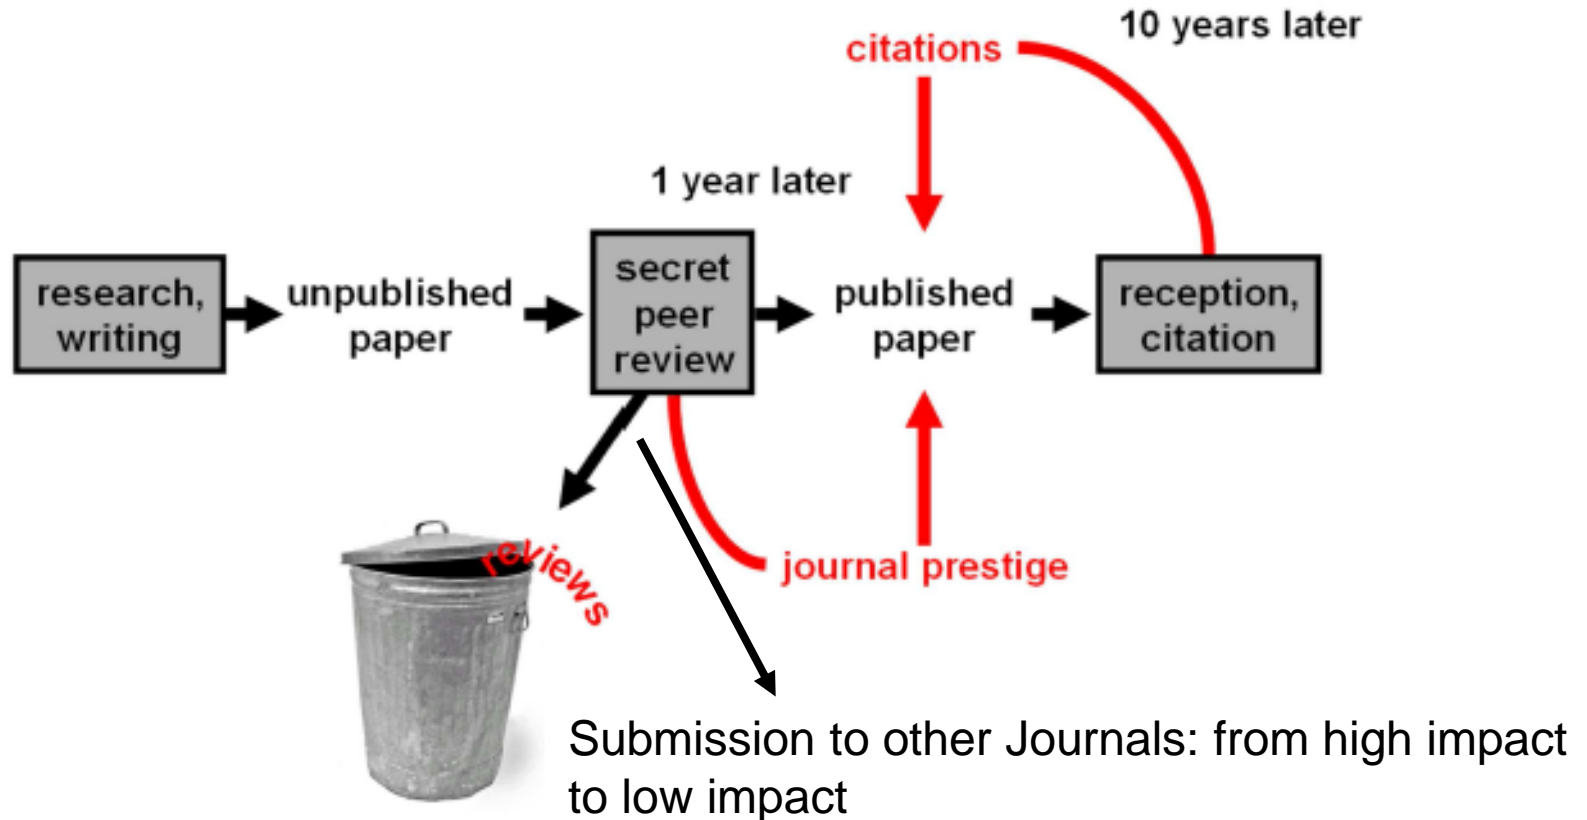 10 years later
citations
1 year later
research,
writing
unpublished
paper
secret
peer
review
published
paper
reception,
citation
reviews
journal prestige
Submission to other Journals: from high impact
to low impact